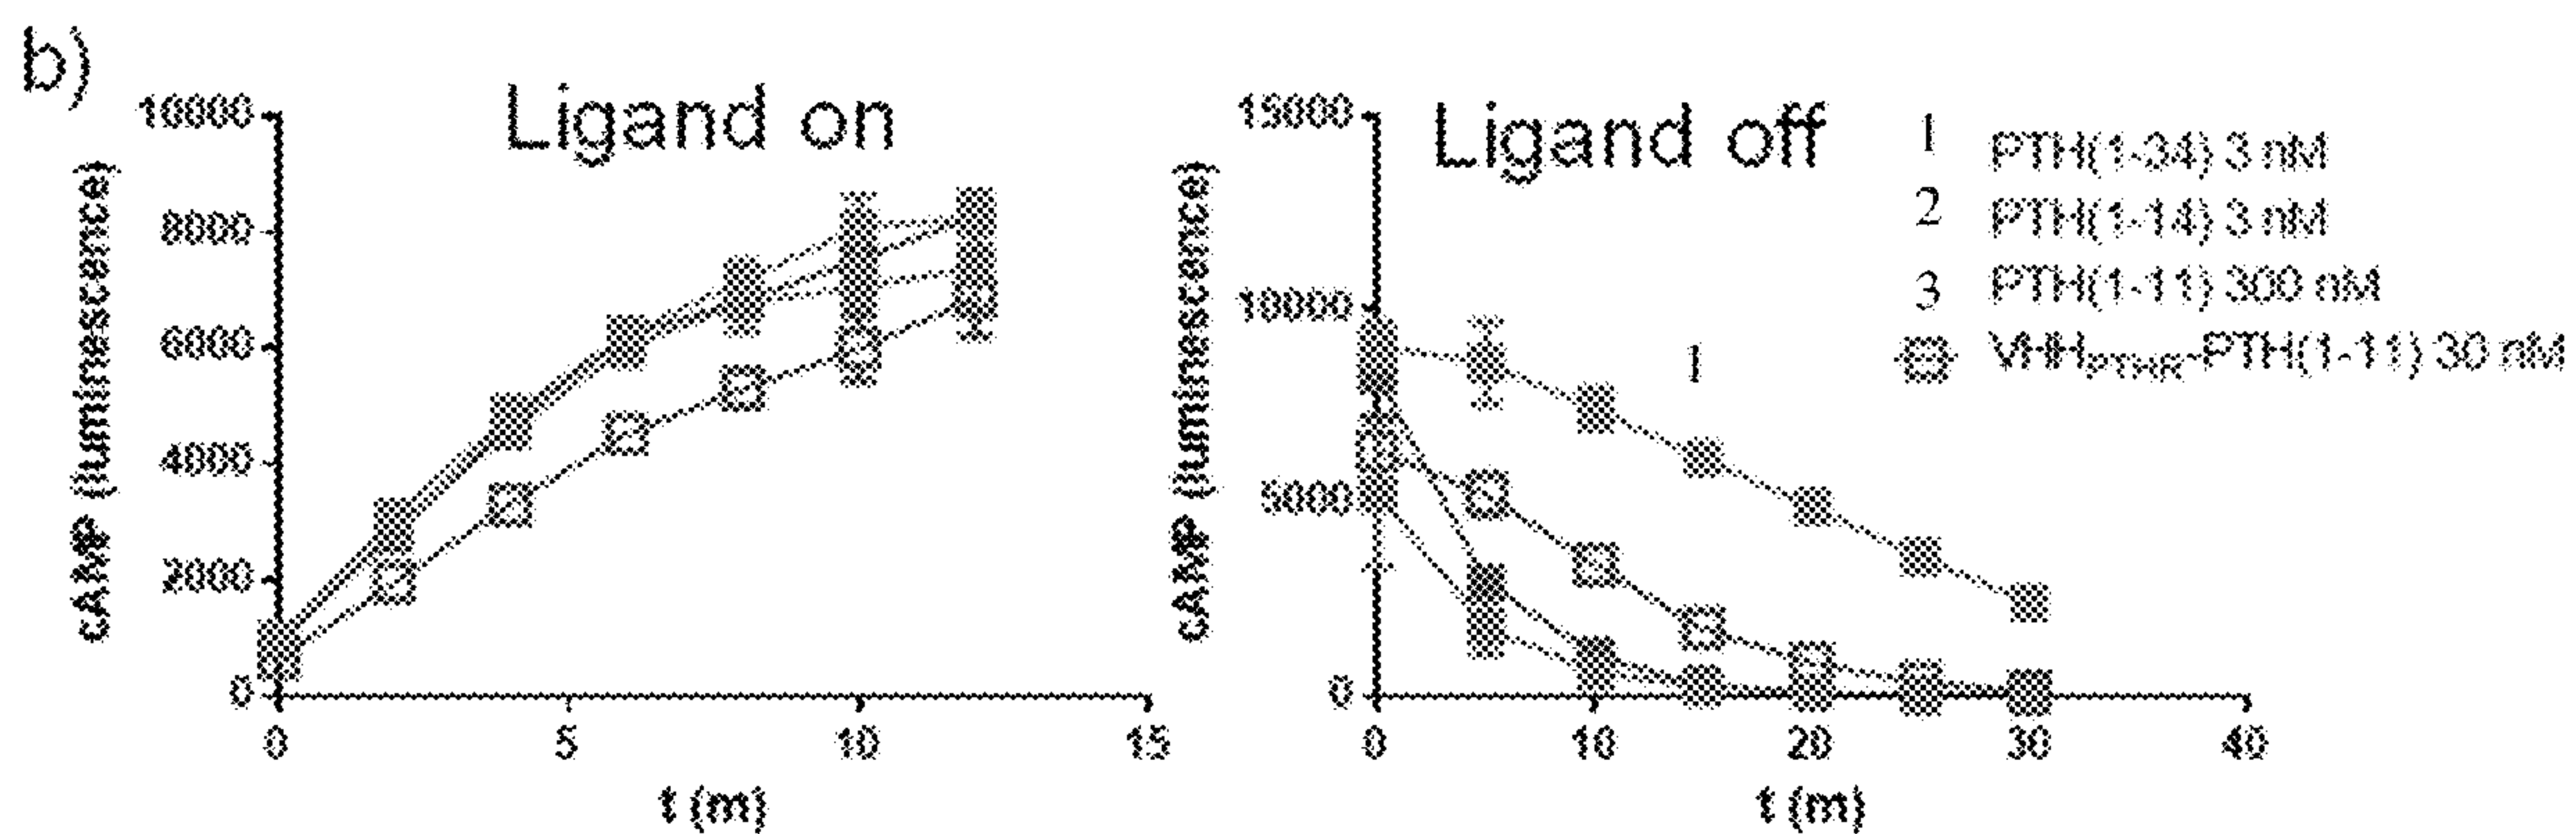 b)
Ligand on
10000
8000
6000
4000
2000
0
cAMP (luminescence)
0 5 10 15
t (m)
Ligand off
15000
10000
5000
0
cAMP (luminescence)
0 10 20 30 40
t (m)
1
1 PTH(1-34) 3 nM
2 PTH(1-14) 3 nM
3 PTH(1-11) 300 nM
VHHPTHR-PTH(1-11) 30 nM